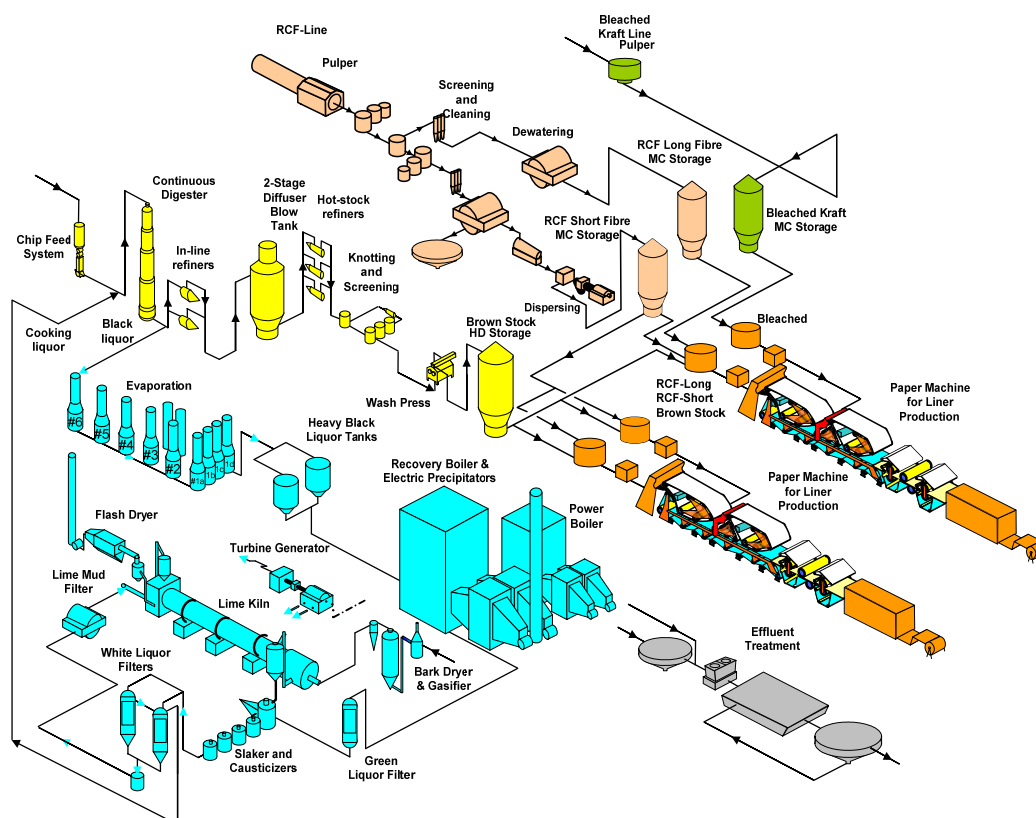 RCF-Line
Pulper
Bleached
Kraft Line
Pulper
Screening
and
Cleaning
Dewatering
RCF Long Fibre
MC Storage
Continuous
Digester
2-Stage
Diffuser
Blow
Tank
Hot-stock
refiners
RCF Short Fibre
MC Storage
Bleached Kraft
MC Storage
Chip Feed
System
In-line
refiners
Knotting
and
Screening
Dispersing
Cooking
liquor
Black
liquor
Brown Stock
HD Storage
Bleached
Evaporation
Wash Press
RCF-Long
RCF-Short
Brown Stock
Paper Machine
for Liner
Production
#6
#5
#4
#3
#2
#1a
1b
1c
1d
Heavy Black
Liquor Tanks
Recovery Boiler &
Electric Precipitators
Power
Boiler
Paper Machine
for Liner
Production
Flash Dryer
Turbine Generator
Lime Mud
Filter
Lime Kiln
White Liquor
Filters
Bark Dryer
& Gasifier
Effluent
Treatment
Slaker and
Causticizers
Green
Liquor Filter